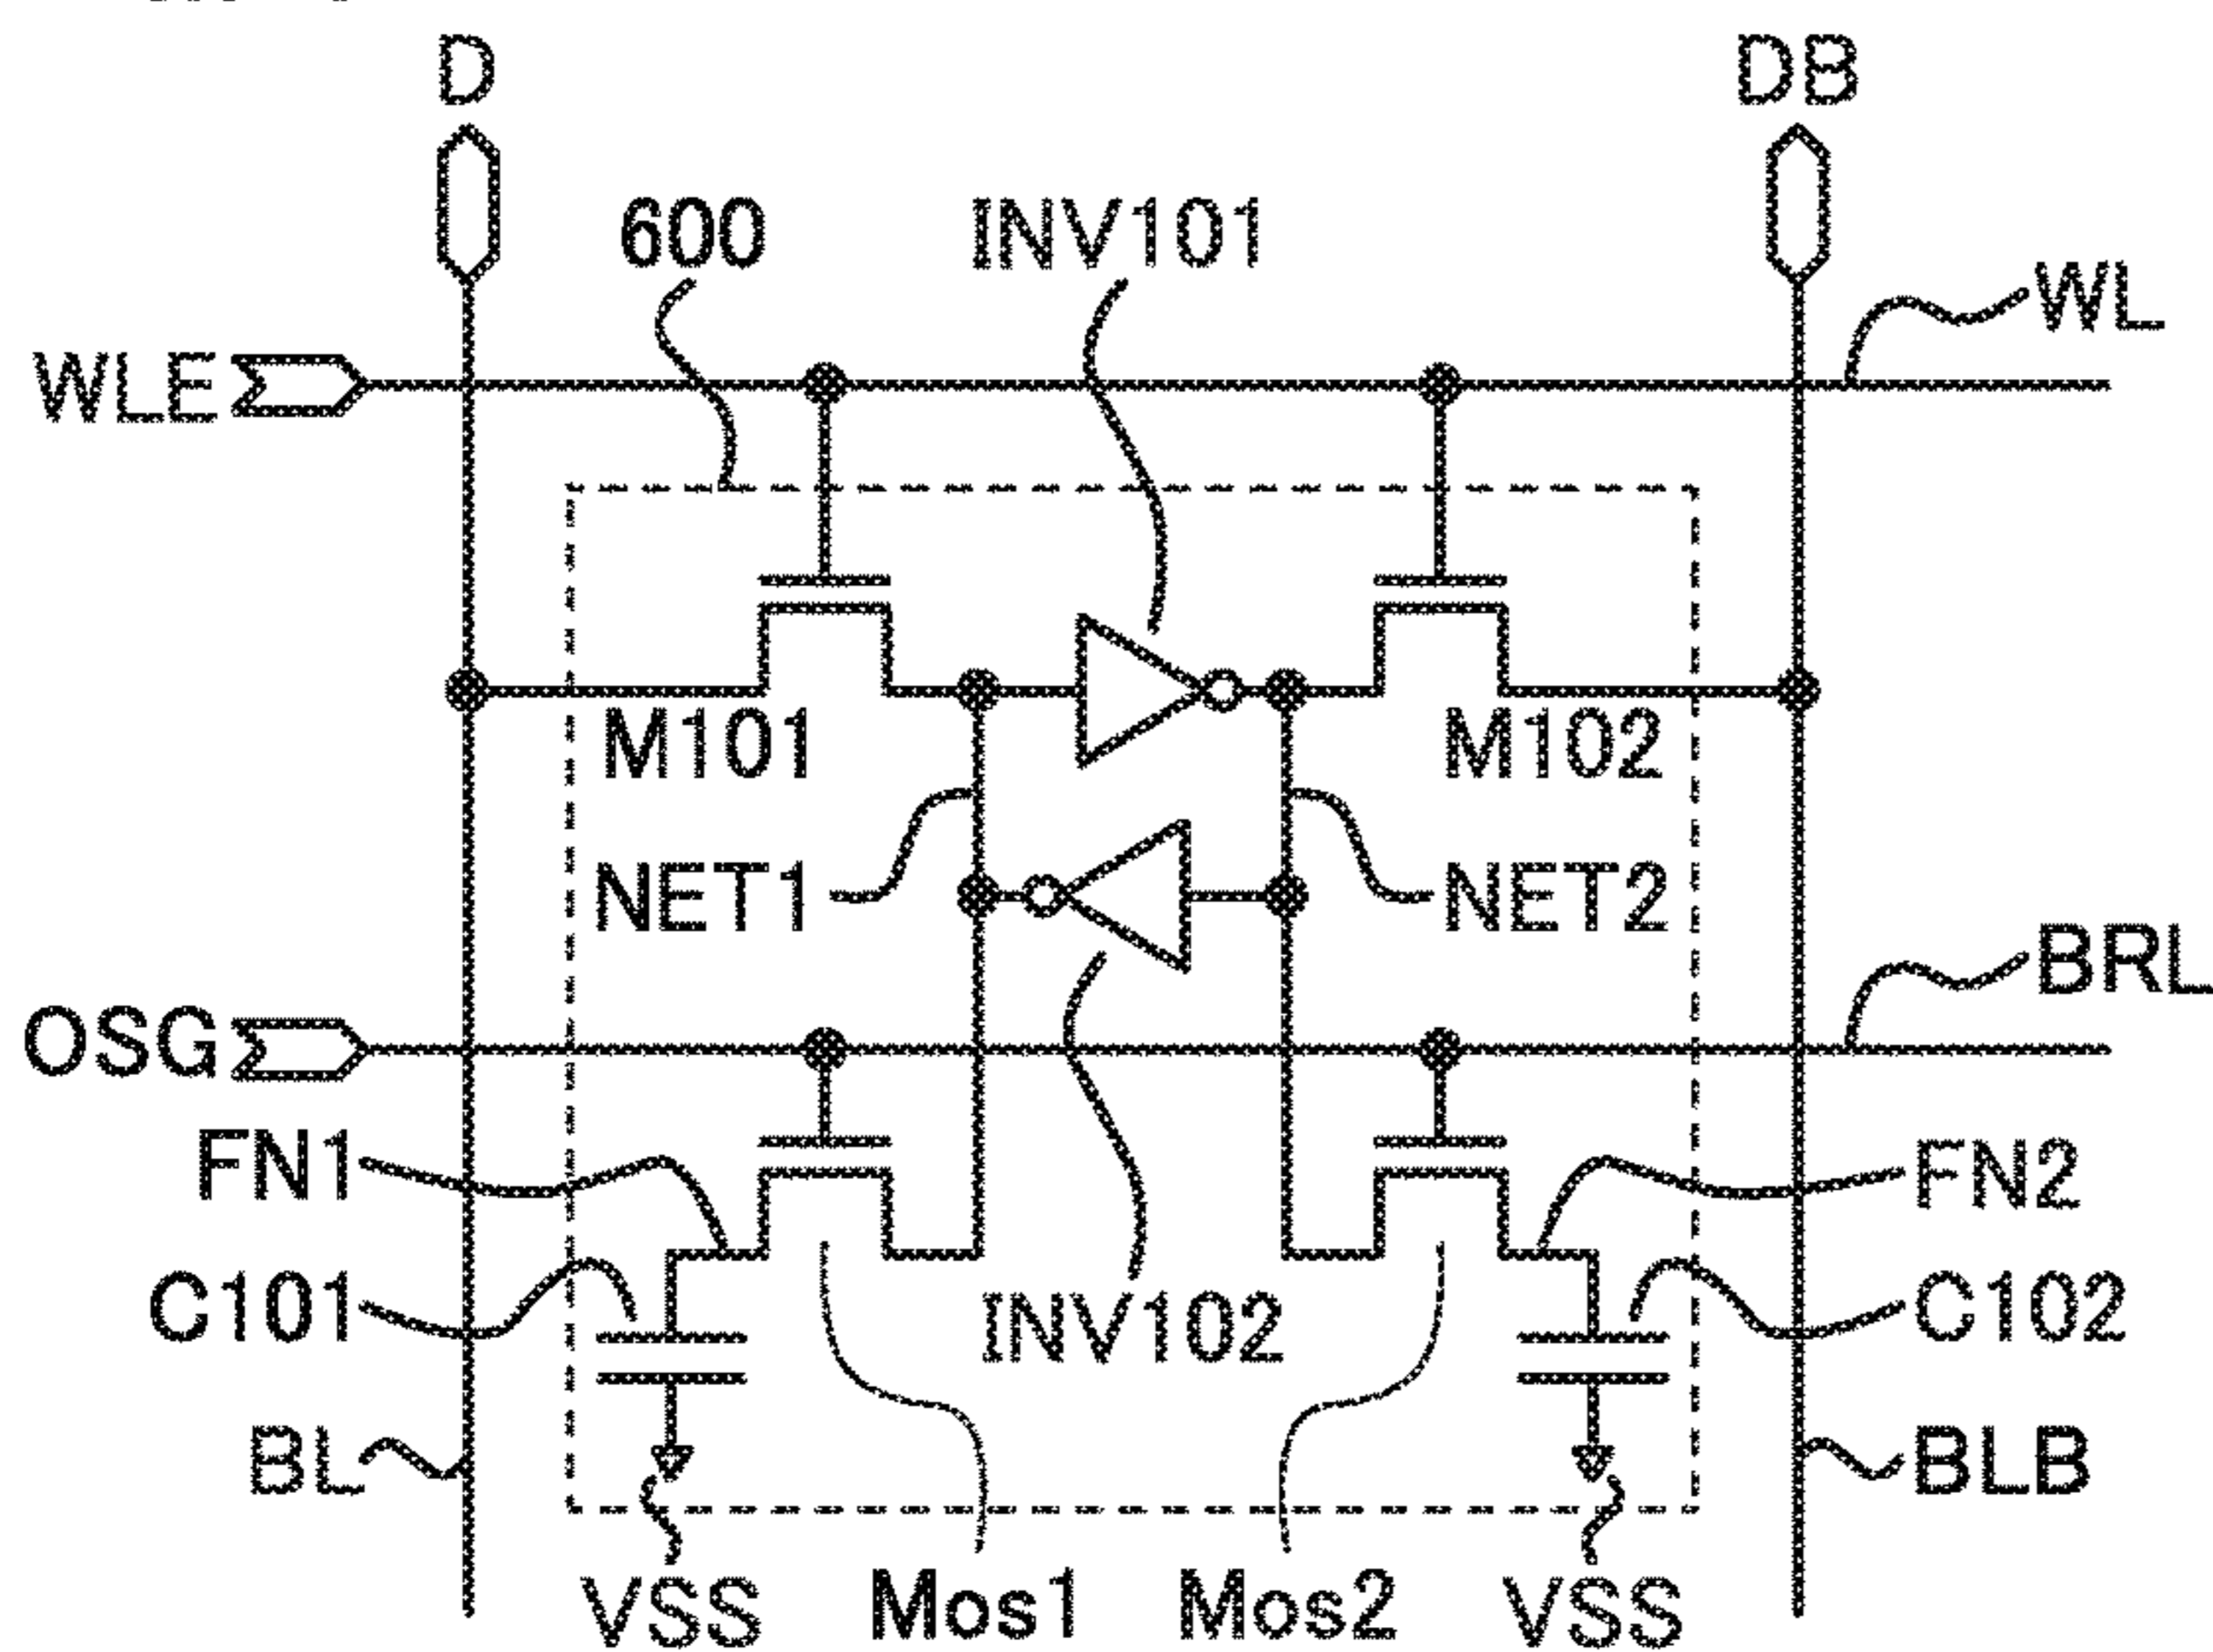 D
DB
600
INV101
WL
WLE
M101
M102
NET1
NET2
BRL
OSG
FN1
FN2
C101
INV102
C102
BL
BLB
VSS
Mos1
Mos2
VSS